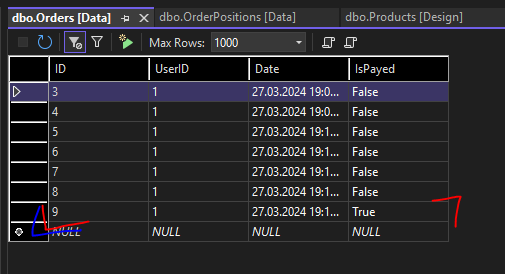 dbo.Orders [Data] dbo.OrderPositions [Data] dbo.Products [Design]
Max Rows: 1000
ID UserID Date IsPayed
3 1 27.03.2024 19:0... False
4 1 27.03.2024 19:0... False
5 1 27.03.2024 19:1... False
6 1 27.03.2024 19:1... False
7 1 27.03.2024 19:1... False
8 1 27.03.2024 19:1... False
9 1 27.03.2024 19:1... True
NULL NULL NULL NULL